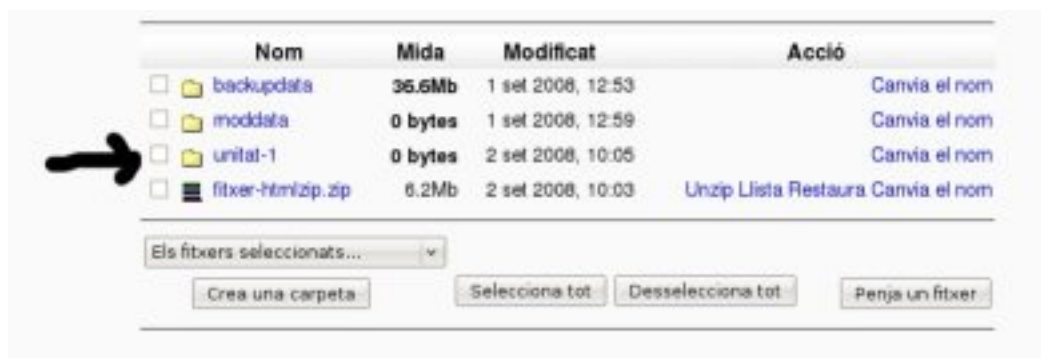 Nom Mida Modificat Acció
backupdata 36.6Mb 1 set 2008, 12:53 Canvia el nom
moddata 0 bytes 1 set 2008, 12:59 Canvia el nom
unitat-1 0 bytes 2 set 2008, 10:05 Canvia el nom
fitxer-htmlzip.zip 6.2Mb 2 set 2008, 10:03 Unzip Llista Restaura Canvia el nom
Els fitxers seleccionats...
Crea una carpeta Selecciona tot Desselecciona tot Penja un fitxer